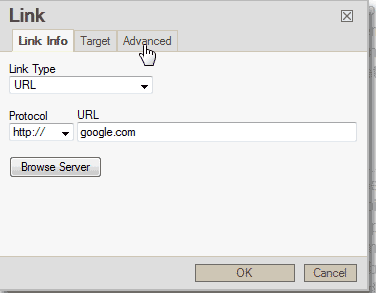 Link
Link Info Target Advanced
Link Type
URL
Protocol URL
http:// google.com
Browse Server
OK Cancel